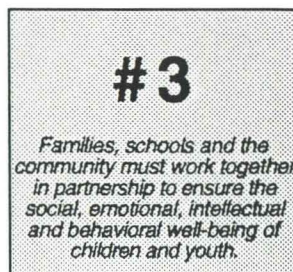 #3
Families, schools and the
community must work together
in partnership to ensure the
social, emotional, intellectual
and behavioral well-being of
children and youth.